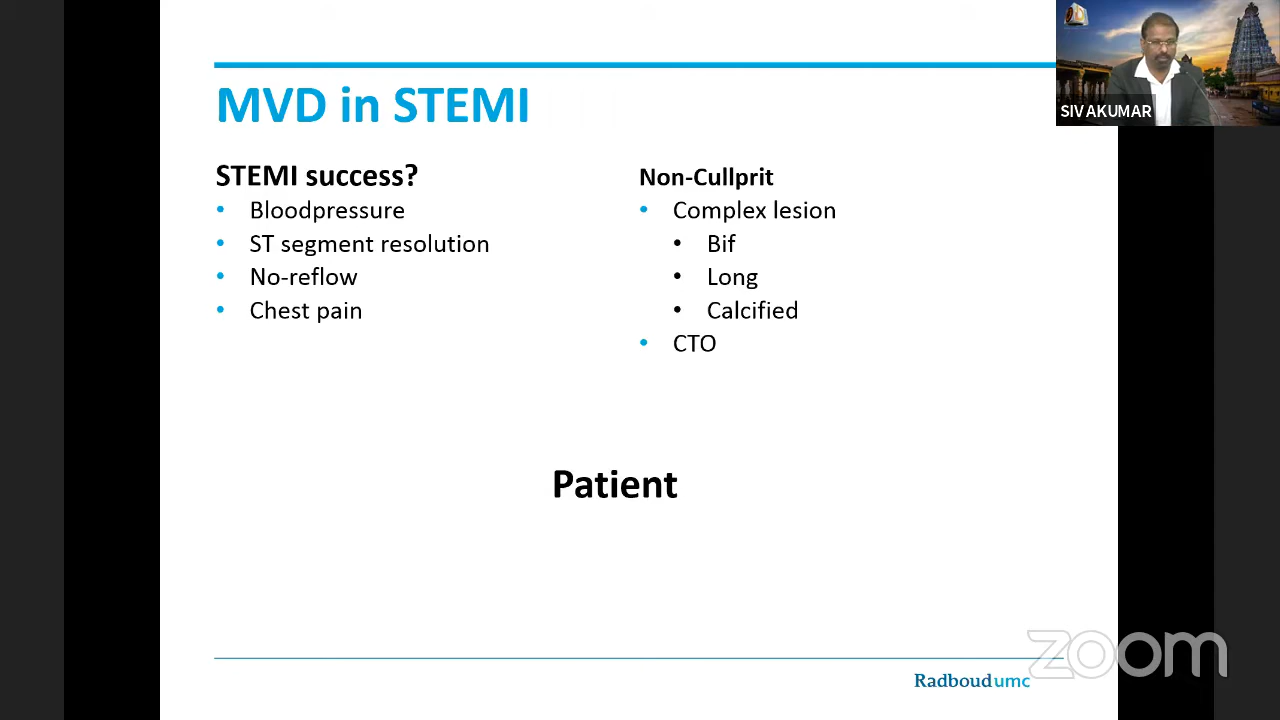 MVD in STEMI
STEMI success?
• Bloodpressure
• ST segment resolution
• No-reflow
• Chest pain
Non-Cullprit
• Complex lesion
• Bif
• Long
• Calcified
• CTO
Patient
Radboudumc
SIVAKUMAR
zoom